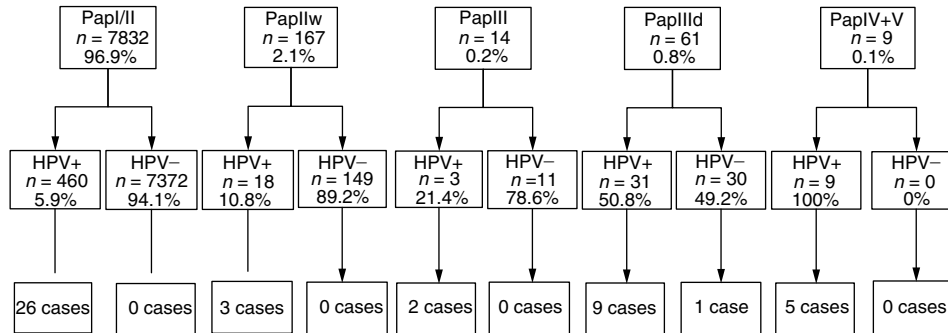 PapI/II
n = 7832
96.9%
PapIIw
n = 167
2.1%
PapIII
n = 14
0.2%
PapIIId
n = 61
0.8%
PapIV+V
n = 9
0.1%
HPV+
n = 460
5.9%
HPV−
n = 7372
94.1%
HPV+
n = 18
10.8%
HPV−
n = 149
89.2%
HPV+
n = 3
21.4%
HPV−
n =11
78.6%
HPV+
n = 31
50.8%
HPV−
n = 30
49.2%
HPV+
n = 9
100%
HPV−
n = 0
0%
26 cases
0 cases
3 cases
0 cases
2 cases
0 cases
9 cases
1 case
5 cases
0 cases